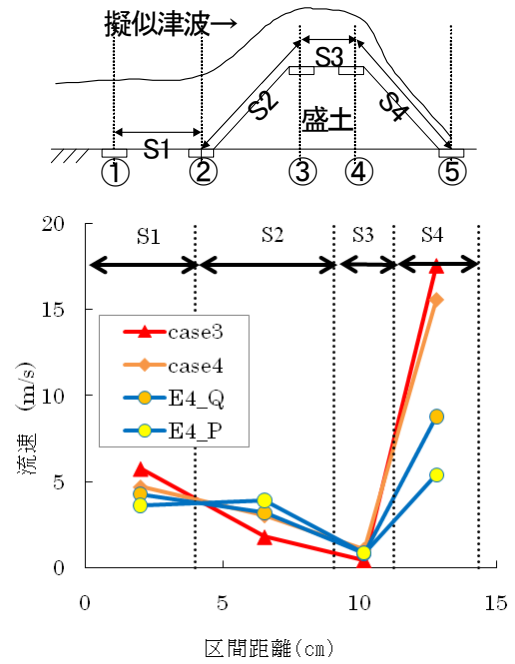 擬似津波→
S3
S2
S4
盛土
S1
① ② ③ ④ ⑤
20
S1 S2 S3 S4
15
case3
case4
10
E4_Q
E4_P
5
0
流速 (m/s)
0 5 10 15
区間距離(cm)